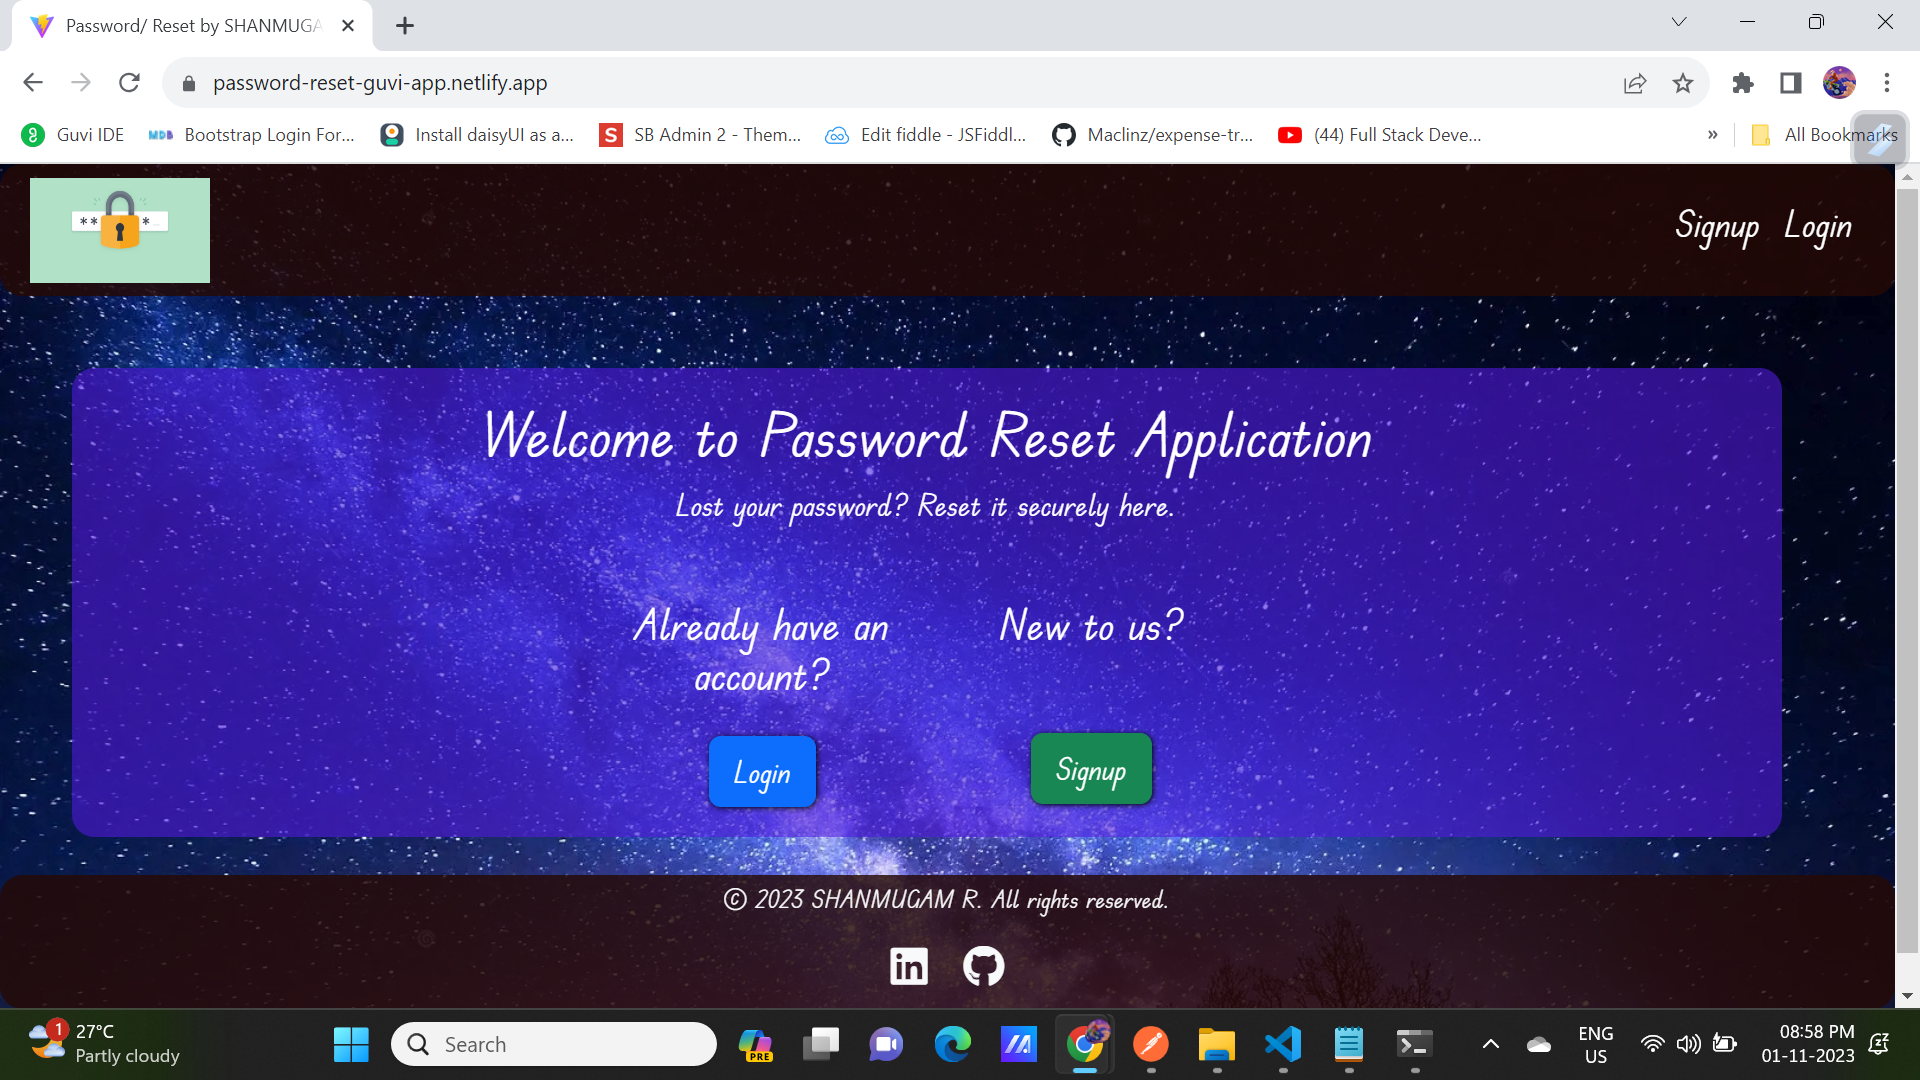 Password/ Reset by SHANMUGA
password-reset-guvi-app.netlify.app
Guvi IDE
MDB Bootstrap Login For...
Install daisyUI as a...
S SB Admin 2 - Them...
Edit fiddle - JSFiddl...
Maclinz/expense-tr...
(44) Full Stack Deve...
» All Bookmarks
** *
Signup Login
Welcome to Password Reset Application
Lost your password? Reset it securely here.
Already have an
account?
New to us?
Login
Signup
© 2023 SHANMUGAM R. All rights reserved.
in
1
27°C
Partly cloudy
Search
PRE
ENG
US
08:58 PM
01-11-2023